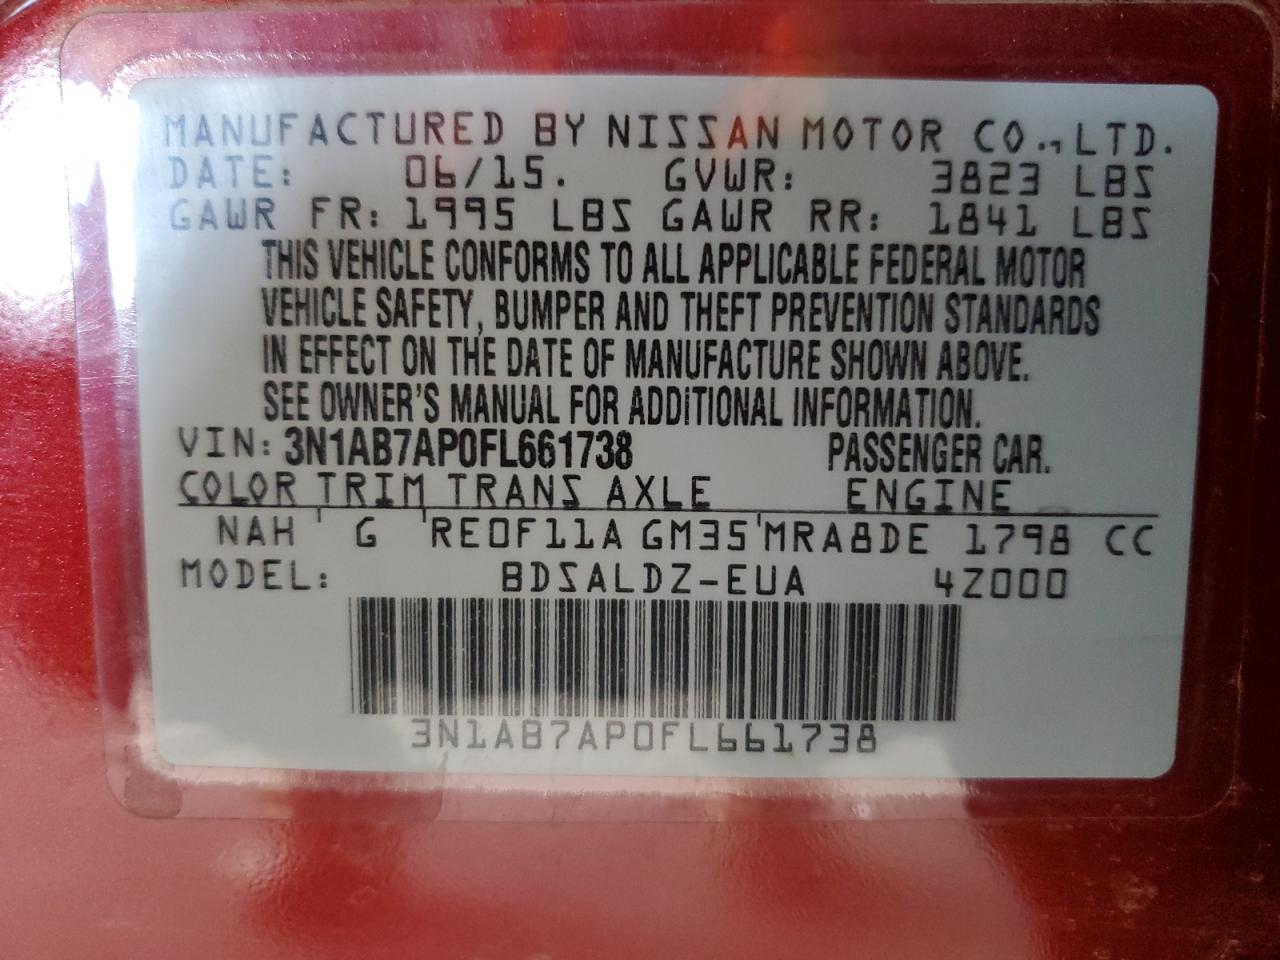 MANUFACTURED BY NISSAN MOTOR CO., LTD.
DATE: 06/15. GVWR: 3823 LBS
GAWR FR: 1995 LBS GAWR RR: 1841 LBS
THIS VEHICLE CONFORMS TO ALL APPLICABLE FEDERAL MOTOR
VEHICLE SAFETY, BUMPER AND THEFT PREVENTION STANDARDS
IN EFFECT ON THE DATE OF MANUFACTURE SHOWN ABOVE.
SEE OWNER'S MANUAL FOR ADDITIONAL INFORMATION.
VIN: 3N1AB7AP0FL661738 PASSENGER CAR.
COLOR TRIM TRANS AXLE ENGINE
NAH G RE0F11A GM35 MRA8DE 1798 CC
MODEL: BDSALDZ-EUA 4Z000
3N1AB7AP0FL661738